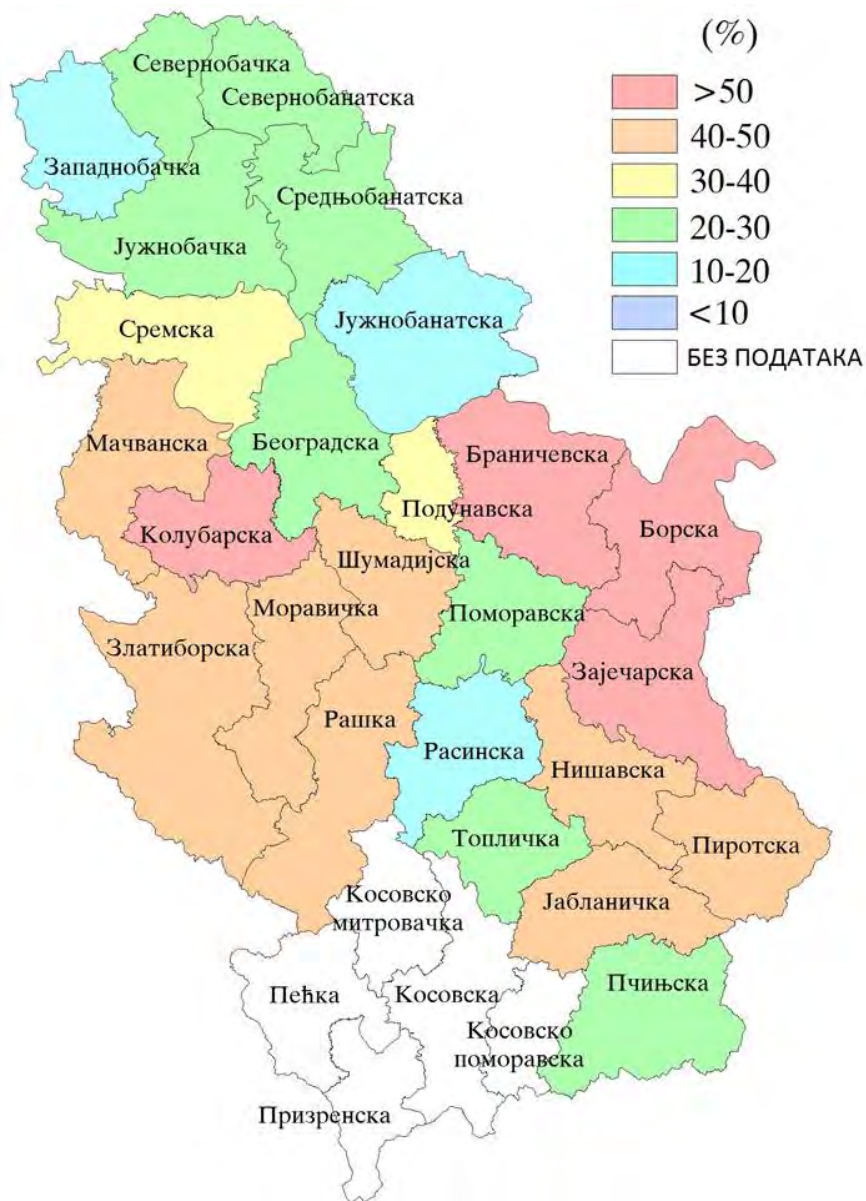 (%)
>50
40-50
30-40
20-30
10-20
<10
БЕЗ ПОДАТАКА
Севернобачка
Севернобанатска
Западнобачка
Средњобанатска
Јужнобачка
Јужнобанатска
Сремска
Мачванска
Београдска
Браничевска
Подунавска
Борска
Колубарска
Шумадијска
Моравичка
Поморавска
Златиборска
Зајечарска
Рашка
Расинска
Нишавска
Топличка
Пиротска
Јабланичка
Косовско
митровачка
Пчињска
Пећка
Косовска
Косовско
поморавска
Призренска